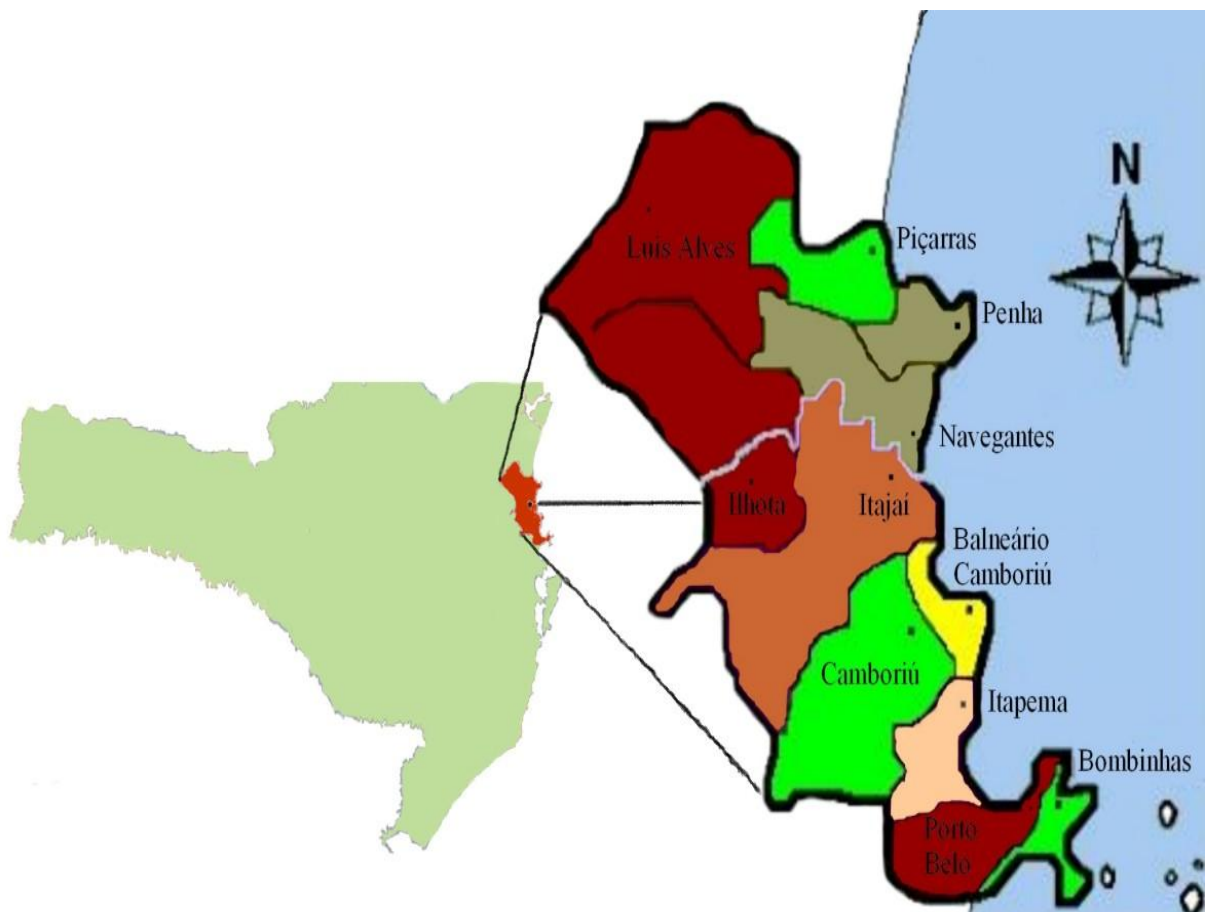 N
Piçarras
Luis Alves
Penha
Navegantes
Ilhota
Itajaí
Balneário
Camboriú
Camboriú
Itapema
Bombinhas
Porto
Belo